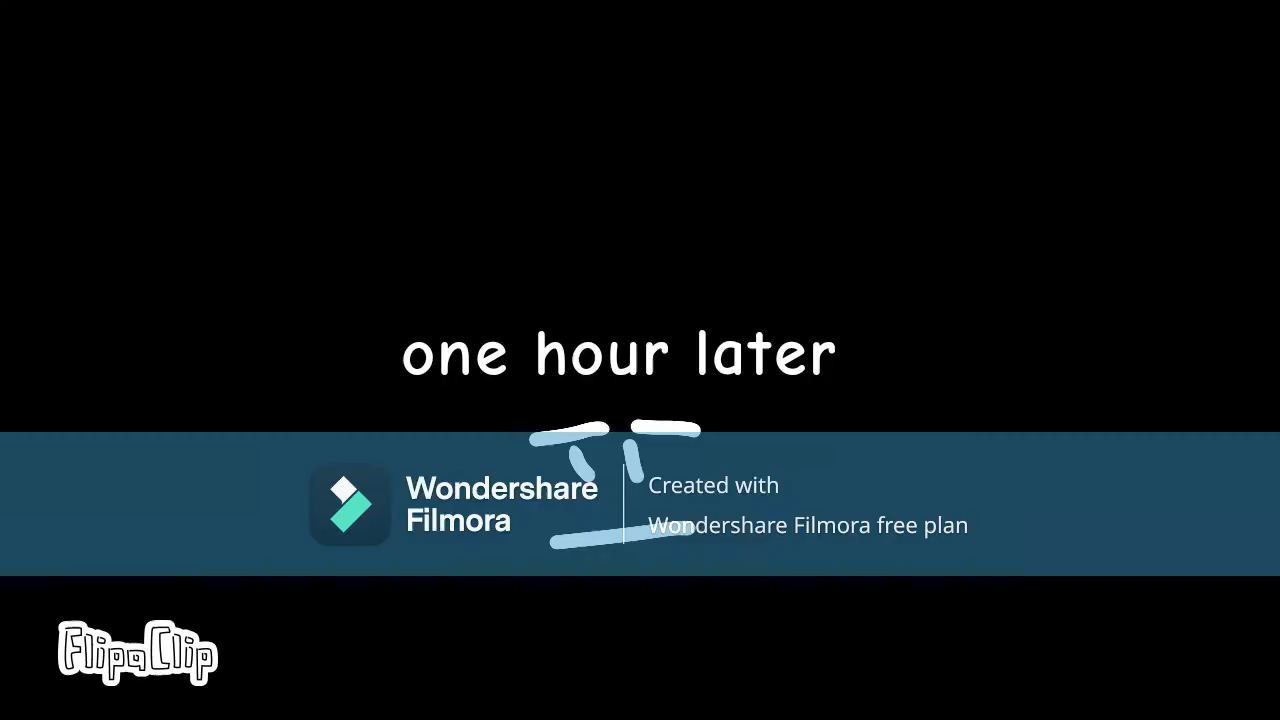 one hour later
Wondershare
Filmora
Created with
Wondershare Filmora free plan
FlipaClip